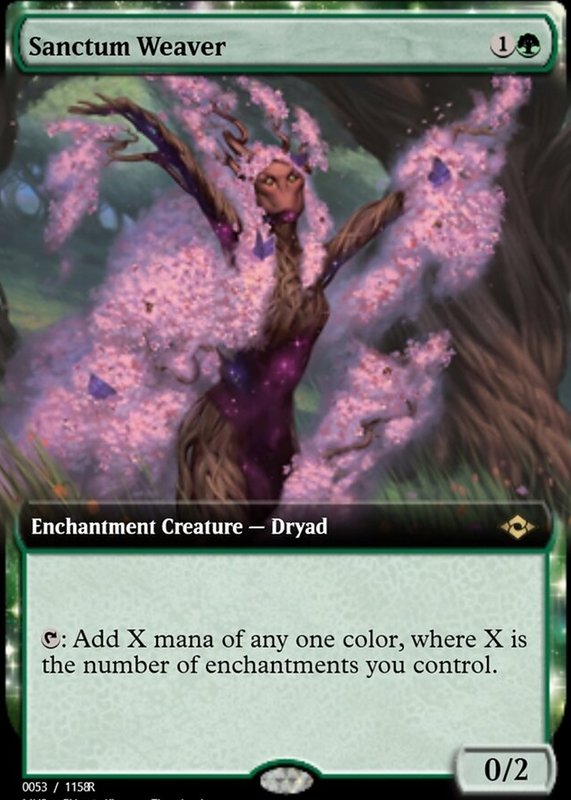 Sanctum Weaver 1
Enchantment Creature — Dryad
: Add X mana of any one color, where X is
the number of enchantments you control.
0/2
0053 / 1158R